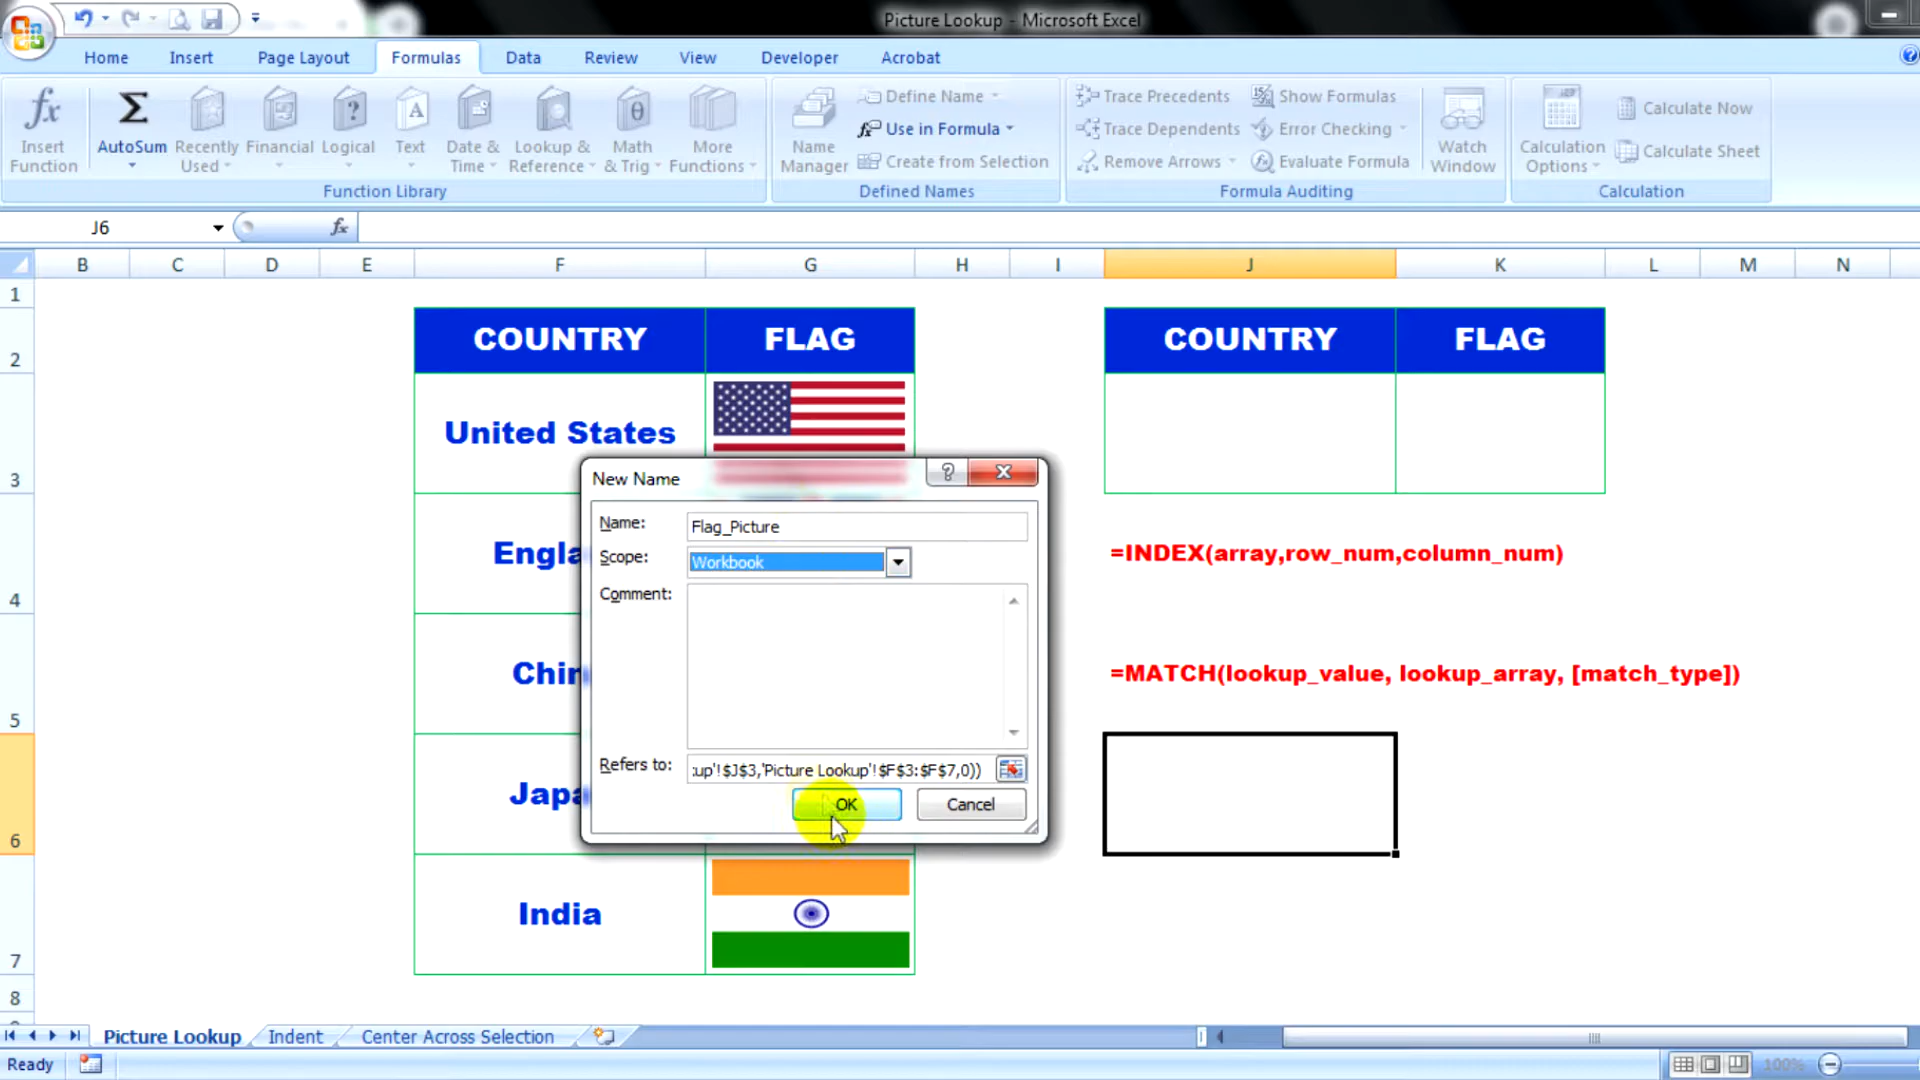 Picture Lookup - Microsoft Excel
Home Insert Page Layout Formulas Data Review View Developer Acrobat
fx Insert Function
Σ AutoSum
Recently Used
Financial
? Logical
A Text
Date & Time
Lookup & Reference
θ Math & Trig
More Functions
Function Library
Name Manager
Define Name
Use in Formula
Create from Selection
Defined Names
Trace Precedents
Trace Dependents
Remove Arrows
Show Formulas
Error Checking
Evaluate Formula
Watch Window
Formula Auditing
Calculation Options
Calculate Now
Calculate Sheet
Calculation
J6 fx
B C D E F G H I J K L M N
1
2 COUNTRY FLAG COUNTRY FLAG
3 United States
4 =INDEX(array,row_num,column_num)
5 =MATCH(lookup_value, lookup_array, [match_type])
6
7 India
8
New Name
Name: Flag_Picture
Scope: Workbook
Comment:
Refers to: up'!$J$3,'Picture Lookup'!$F$3:$F$7,0))
OK Cancel
Picture Lookup Indent Center Across Selection
Ready 100%